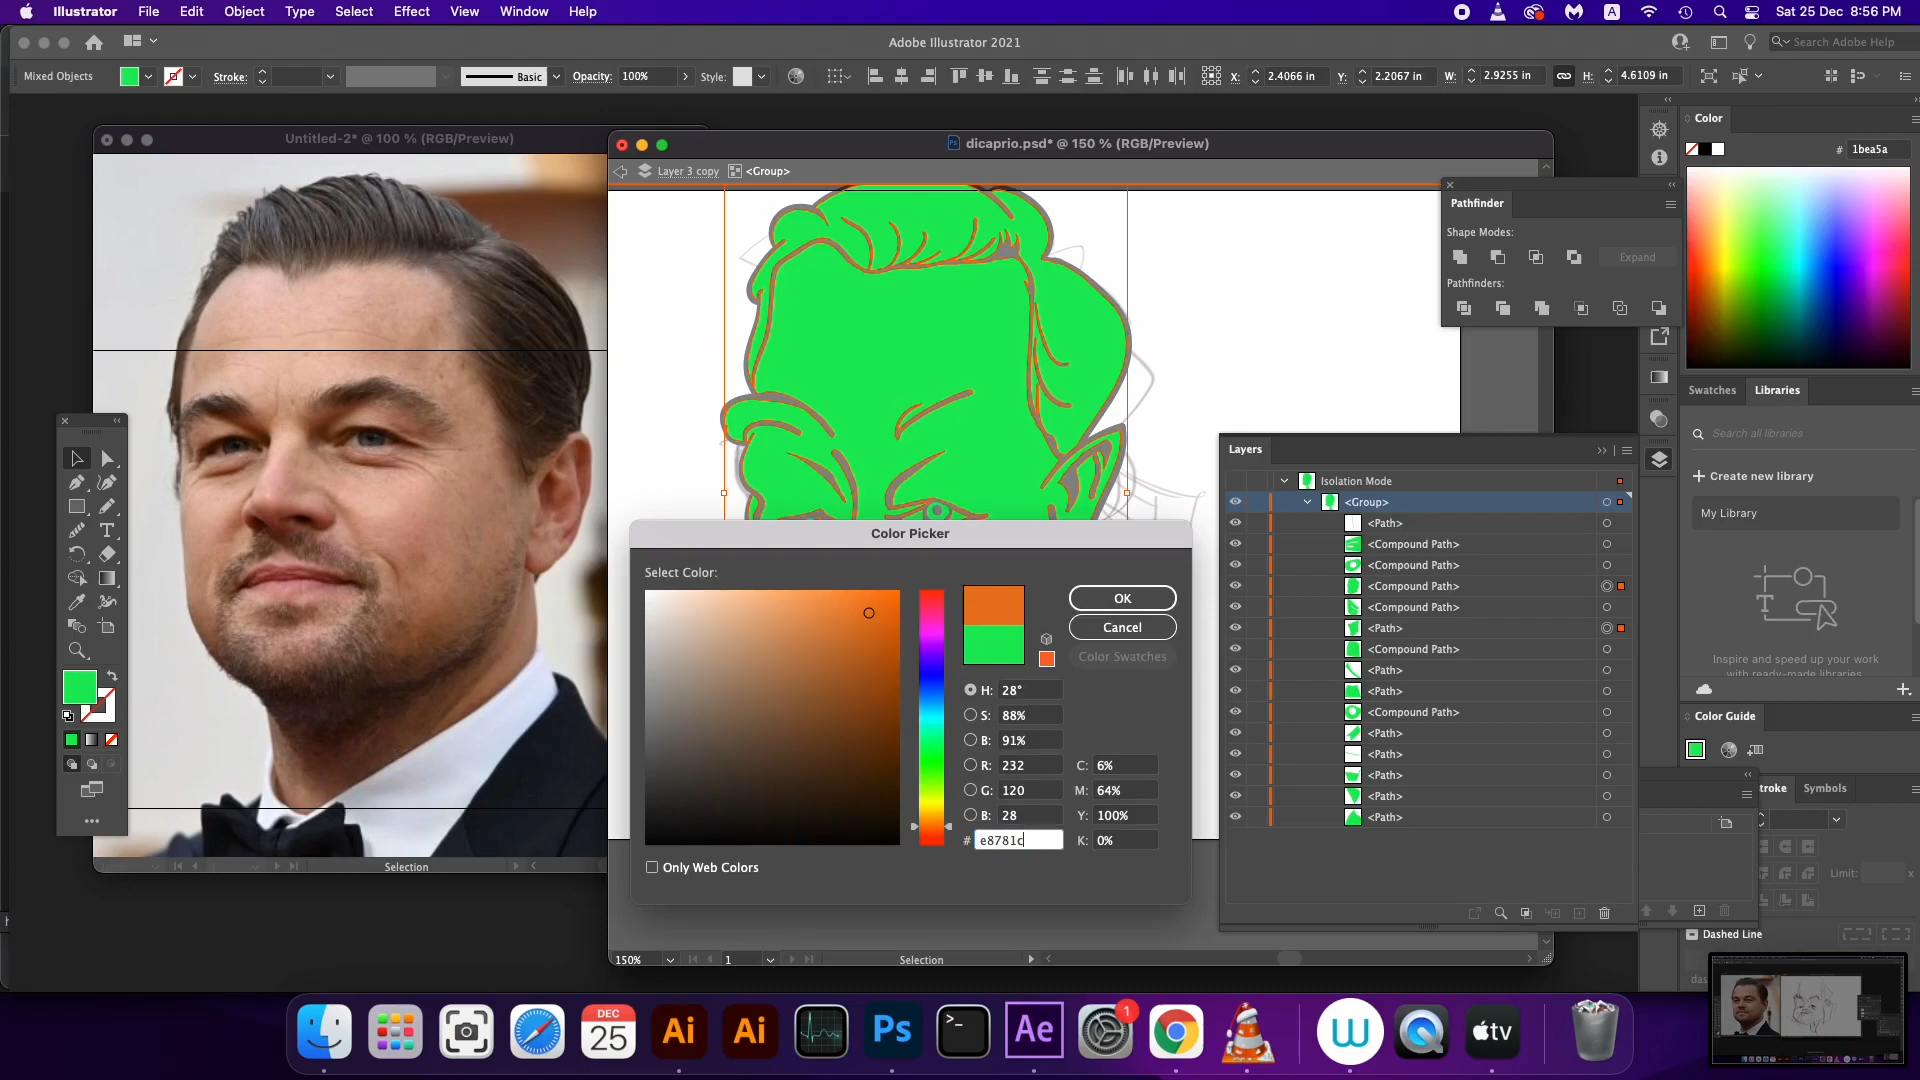 Illustrator File Edit Object Type Select Effect View Window Help
A Sat 25 Dec 8:56 PM
Adobe Illustrator 2021
Search Adobe Help
Mixed Objects Stroke: Basic Opacity: 100% Style: X: 2.4066 in Y: 2.2067 in W: 2.9255 in H: 4.6109 in
Untitled-2* @ 100 % (RGB/Preview)
dicaprio.psd* @ 150 % (RGB/Preview)
Layer 3 copy <Group>
Color
# 1bea5a
Pathfinder
Shape Modes:
Expand
Pathfinders:
Swatches Libraries
Search all libraries
Create new library
My Library
Inspire and speed up your work
with ready-made libraries.
Color Guide
Symbols
Limit: x
Dashed Line
Layers
Isolation Mode
<Group>
<Path>
<Compound Path>
<Compound Path>
<Compound Path>
<Compound Path>
<Path>
<Compound Path>
<Path>
<Path>
<Compound Path>
<Path>
<Path>
<Path>
<Path>
<Path>
Color Picker
Select Color:
OK
Cancel
Color Swatches
H: 28°
S: 88%
B: 91%
R: 232 C: 6%
G: 120 M: 64%
B: 28 Y: 100%
# e8781c K: 0%
Only Web Colors
Selection
150% 1 Selection
DEC
25
Ai Ai Ps >_ Ae 1 W tv